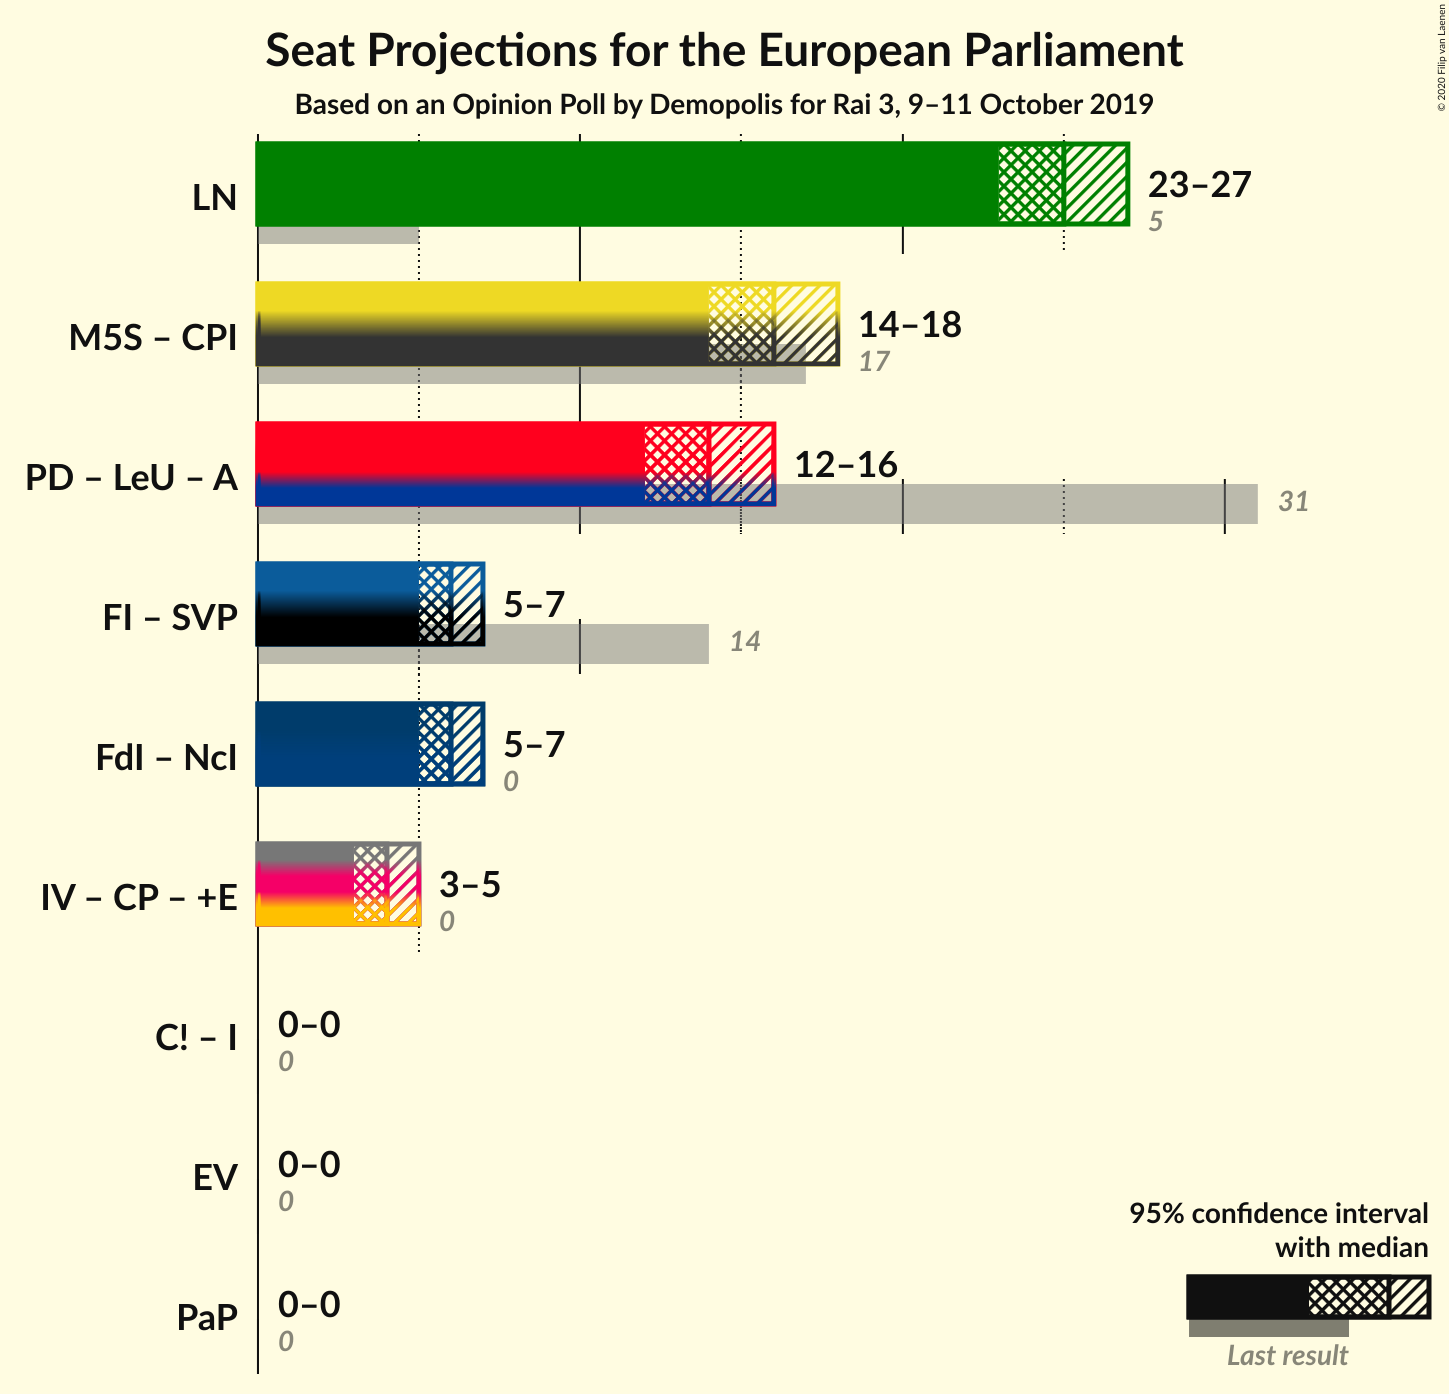 Seat Projections for the European Parliament
Based on an Opinion Poll by Demopolis for Rai 3, 9–11 October 2019
© 2020 Filip van Laenen
LN
23–27
5
M5S – CPI
14–18
17
PD – LeU – A
12–16
31
FI – SVP
5–7
14
FdI – NcI
5–7
0
IV – CP – +E
3–5
0
C! – I
0–0
0
EV
0–0
0
PaP
0–0
0
95% confidence interval
with median
Last result